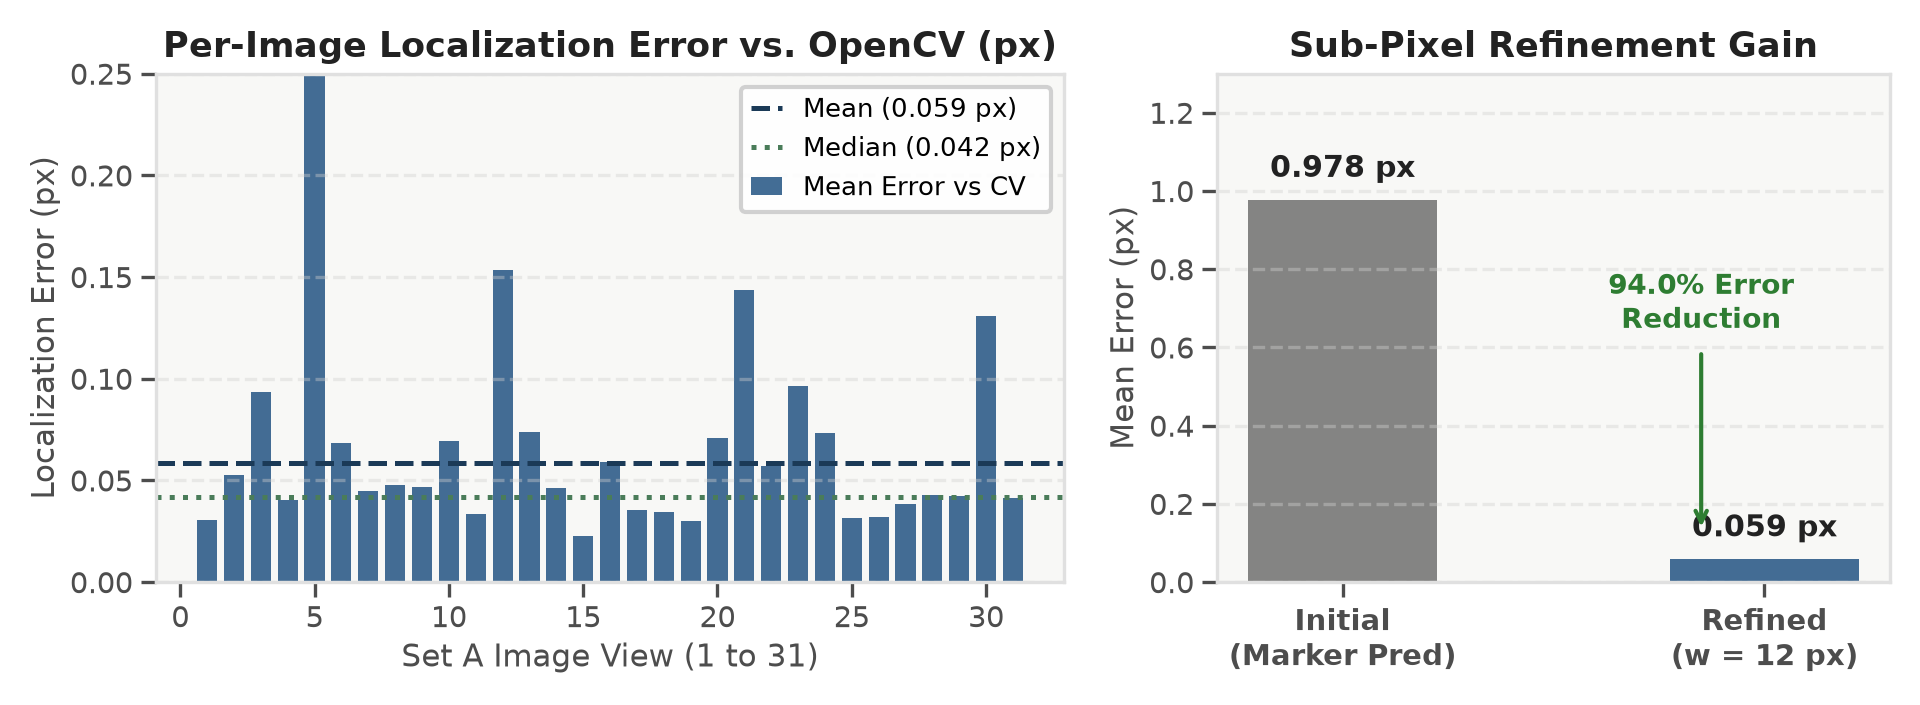 Per-Image Localization Error vs. OpenCV (px)
Localization Error (px)
0.25
0.20
0.15
0.10
0.05
0.00
Mean (0.059 px)
Median (0.042 px)
Mean Error vs CV
0 5 10 15 20 25 30
Set A Image View (1 to 31)
Sub-Pixel Refinement Gain
Mean Error (px)
1.2
1.0
0.8
0.6
0.4
0.2
0.0
0.978 px
94.0% Error
Reduction
0.059 px
Initial
(Marker Pred)
Refined
(w = 12 px)